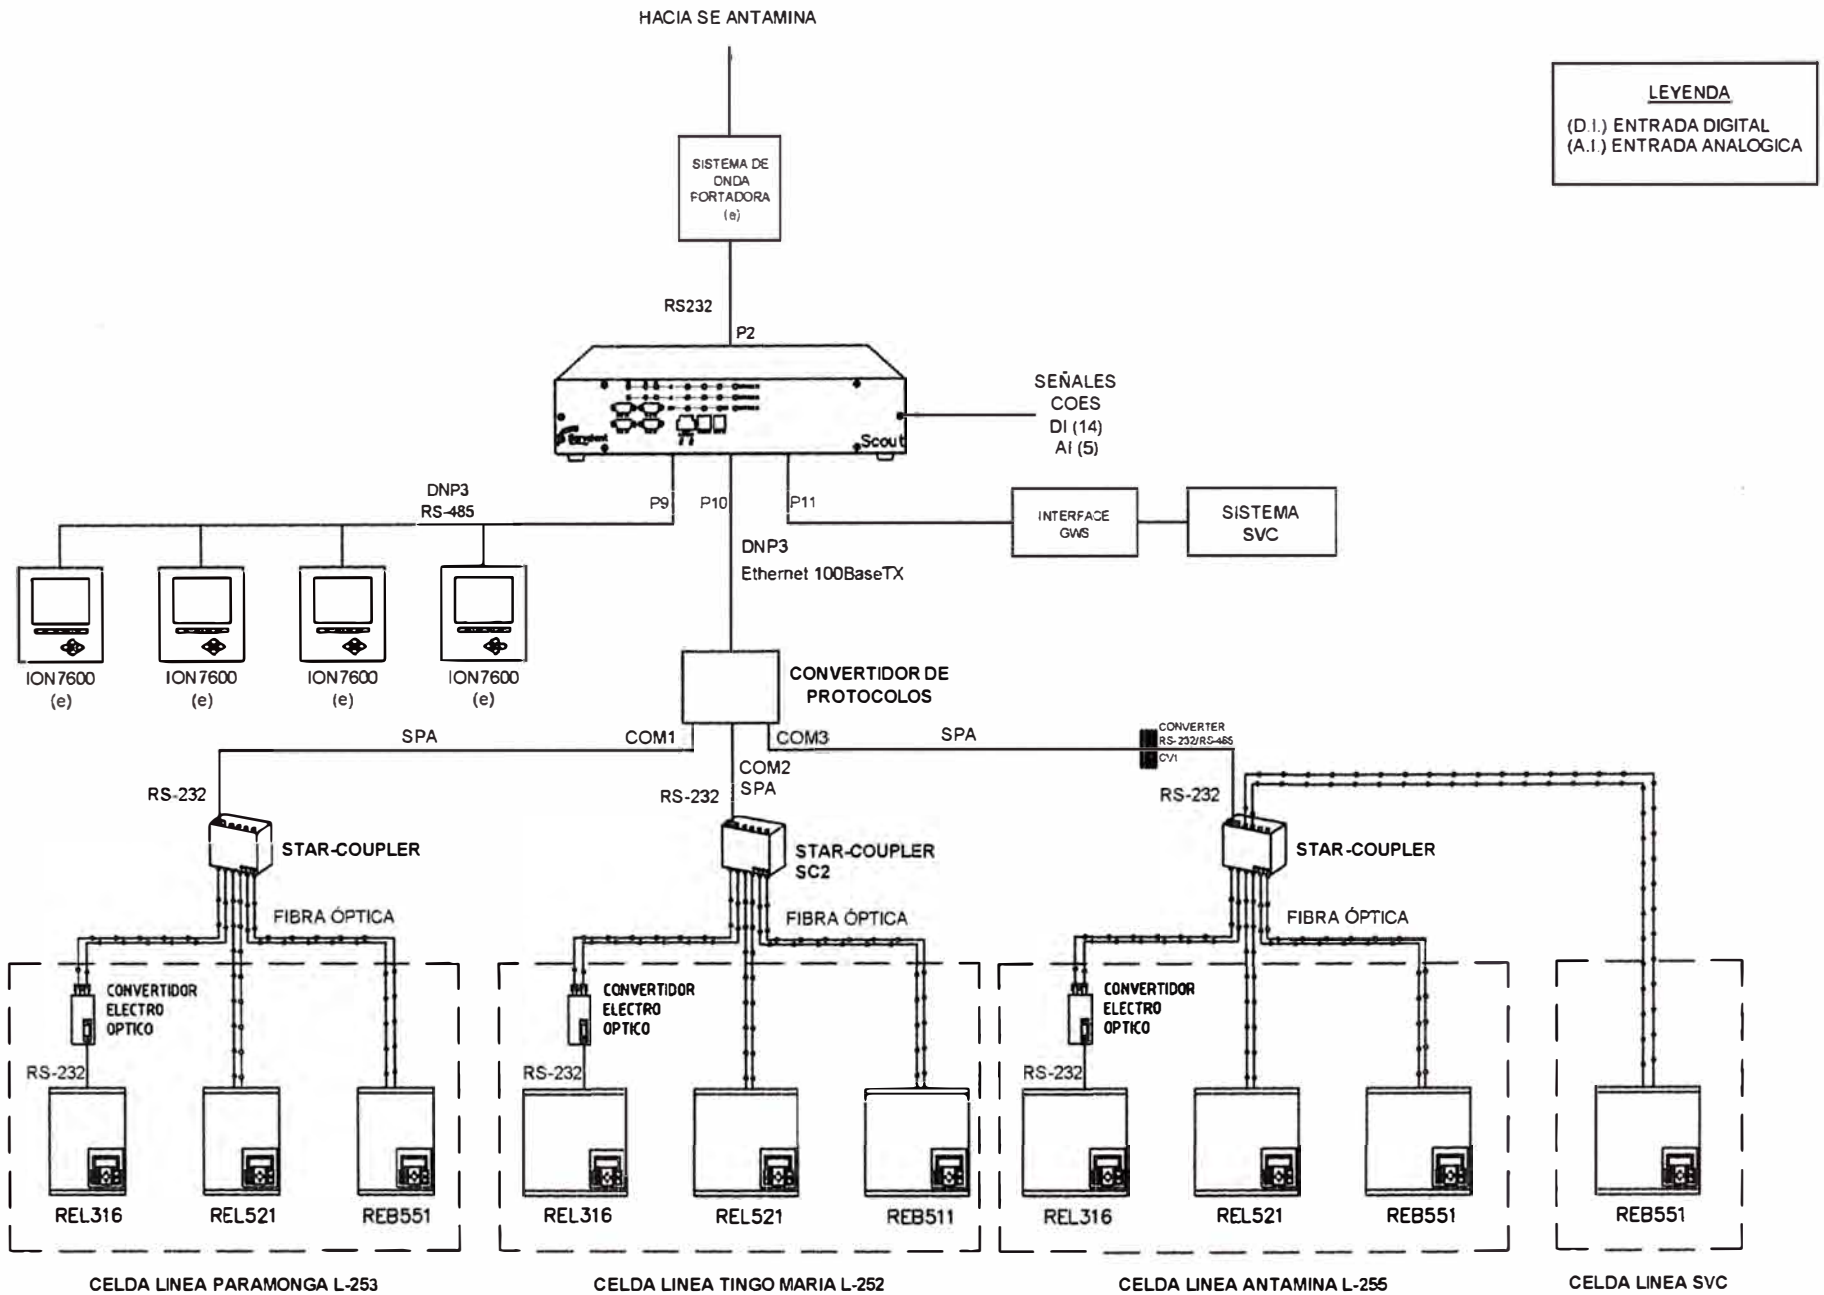 HACIA SE ANTAMINA
LEYENDA
(D.I.) ENTRADA DIGITAL
(A.I.) ENTRADA ANALOGICA
SISTEMA DE
ONDA
PORTADORA
(e)
RS232
P2
Scout
SEÑALES
COES
DI (14)
AI (5)
DNP3
RS-485
P9
P10
P11
INTERFACE
GWS
SISTEMA
SVC
DNP3
Ethernet 100BaseTX
ION7600
(e)
ION7600
(e)
ION7600
(e)
ION7600
(e)
CONVERTIDOR DE
PROTOCOLOS
SPA
COM1
COM2
SPA
COM3
SPA
CONVERTER
RS-232/RS-485
CV1
RS-232
RS-232
RS-232
STAR-COUPLER
STAR-COUPLER
SC2
STAR-COUPLER
FIBRA ÓPTICA
FIBRA ÓPTICA
FIBRA ÓPTICA
CONVERTIDOR
ELECTRO
OPTICO
CONVERTIDOR
ELECTRO
OPTICO
CONVERTIDOR
ELECTRO
OPTICO
RS-232
RS-232
RS-232
REL316
REL521
REB551
REL316
REL521
REB511
REL316
REL521
REB551
REB551
CELDA LINEA PARAMONGA L-253
CELDA LINEA TINGO MARIA L-252
CELDA LINEA ANTAMINA L-255
CELDA LINEA SVC